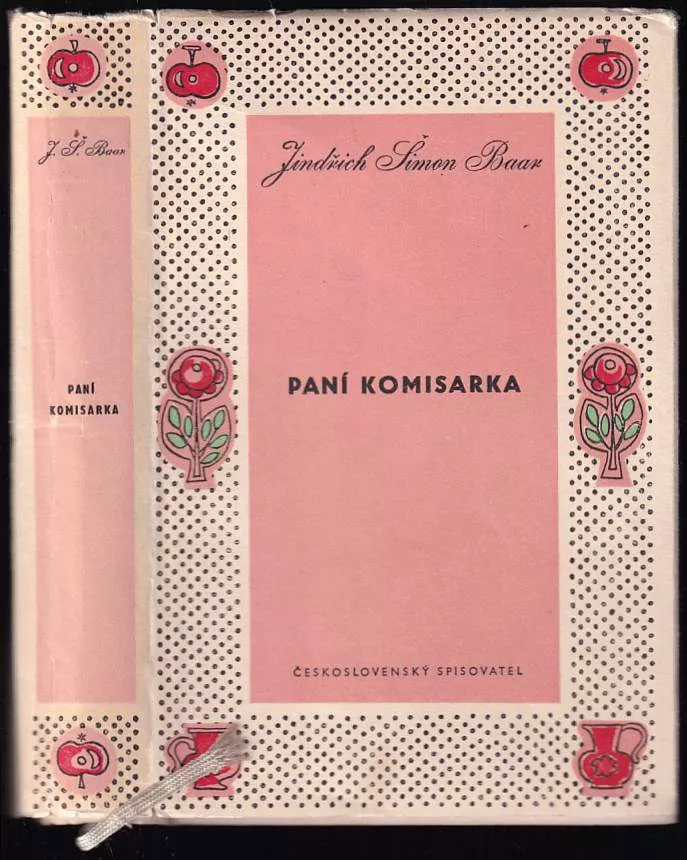 J. Š. Baar
PANÍ
KOMISARKA
Jindřich Šimon Baar
PANÍ KOMISARKA
ČESKOSLOVENSKÝ SPISOVATEL